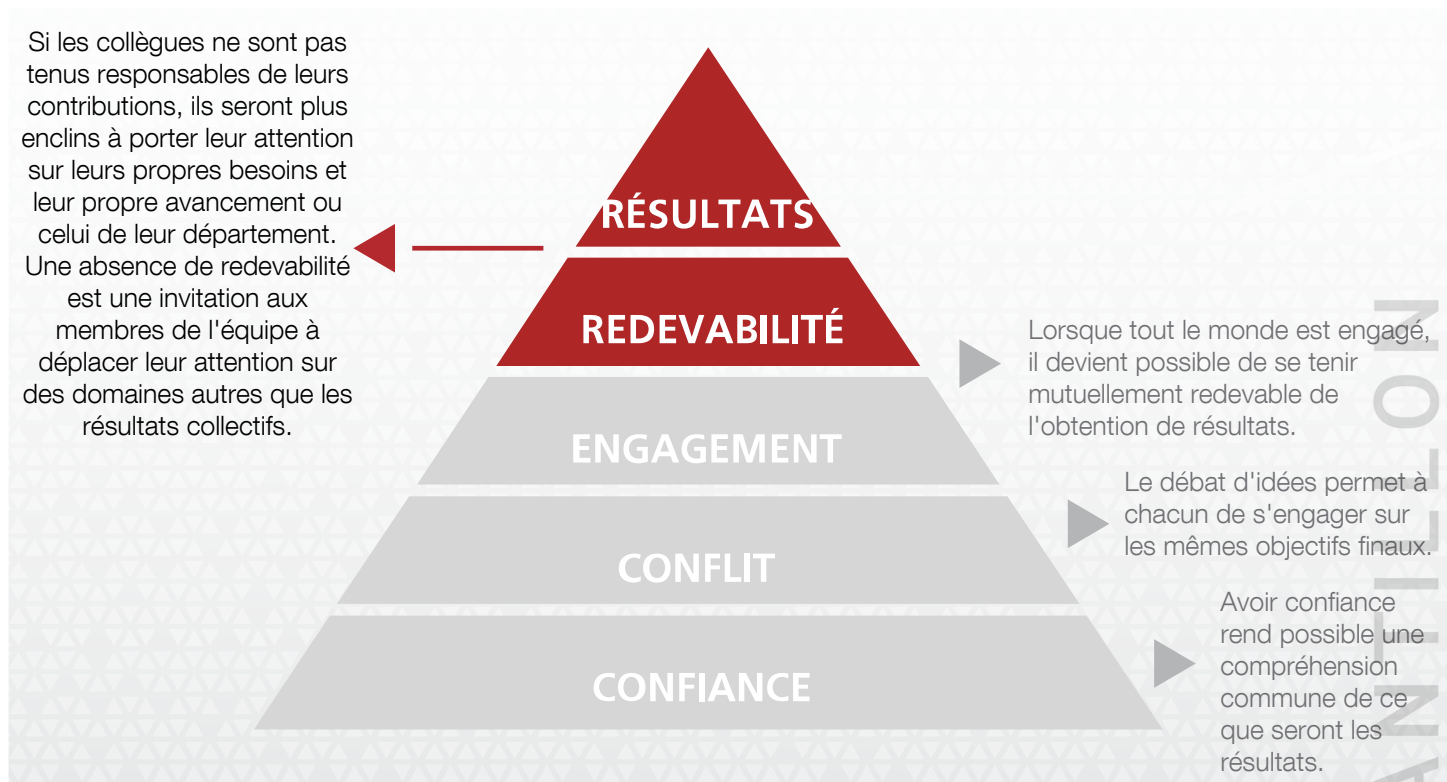 Si les collègues ne sont pas
tenus responsables de leurs
contributions, ils seront plus
enclins à porter leur attention
sur leurs propres besoins et
leur propre avancement ou
celui de leur département.
Une absence de redevabilité
est une invitation aux
membres de l'équipe à
déplacer leur attention sur
des domaines autres que les
résultats collectifs.
RÉSULTATS
REDEVABILITÉ
Lorsque tout le monde est engagé,
il devient possible de se tenir
mutuellement redevable de
l'obtention de résultats.
ENGAGEMENT
Le débat d'idées permet à
chacun de s'engager sur
les mêmes objectifs finaux.
CONFLIT
Avoir confiance
rend possible une
compréhension
commune de ce
que seront les
résultats.
CONFIANCE
ANTILLON